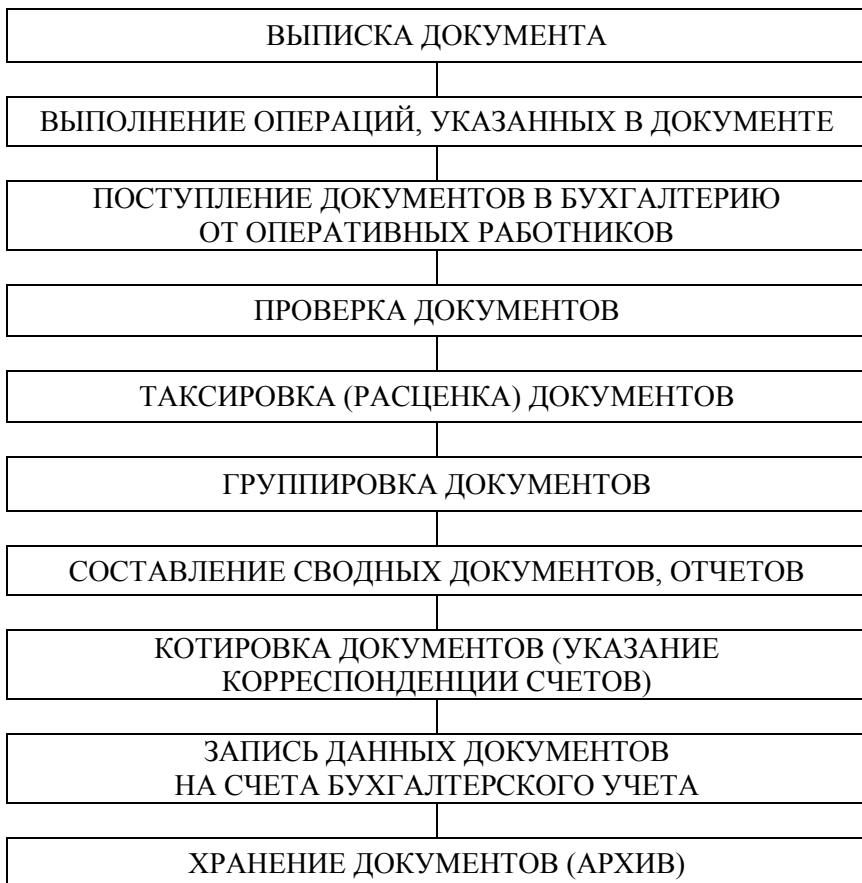 ВЫПИСКА ДОКУМЕНТА
ВЫПОЛНЕНИЕ ОПЕРАЦИЙ, УКАЗАННЫХ В ДОКУМЕНТЕ
ПОСТУПЛЕНИЕ ДОКУМЕНТОВ В БУХГАЛТЕРИЮ
ОТ ОПЕРАТИВНЫХ РАБОТНИКОВ
ПРОВЕРКА ДОКУМЕНТОВ
ТАКСИРОВКА (РАСЦЕНКА) ДОКУМЕНТОВ
ГРУППИРОВКА ДОКУМЕНТОВ
СОСТАВЛЕНИЕ СВОДНЫХ ДОКУМЕНТОВ, ОТЧЕТОВ
КОТИРОВКА ДОКУМЕНТОВ (УКАЗАНИЕ
КОРРЕСПОНДЕНЦИИ СЧЕТОВ)
ЗАПИСЬ ДАННЫХ ДОКУМЕНТОВ
НА СЧЕТА БУХГАЛТЕРСКОГО УЧЕТА
ХРАНЕНИЕ ДОКУМЕНТОВ (АРХИВ)